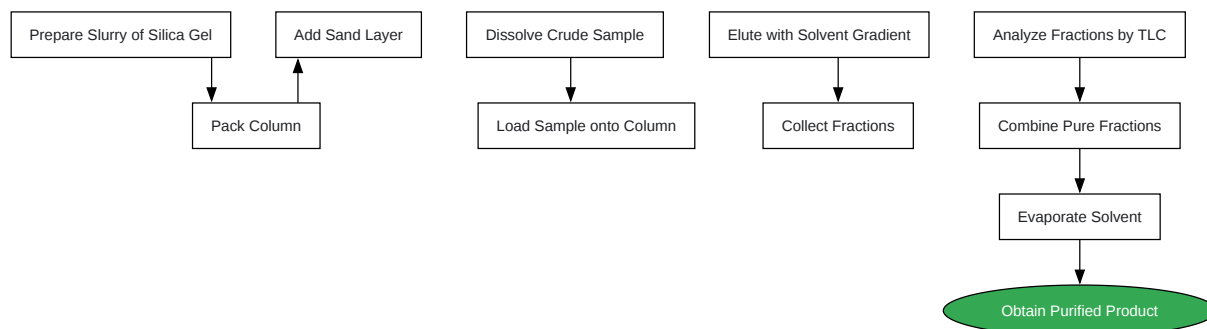 Prepare Slurry of Silica Gel
Add Sand Layer
Dissolve Crude Sample
Elute with Solvent Gradient
Analyze Fractions by TLC
Pack Column
Load Sample onto Column
Collect Fractions
Combine Pure Fractions
Evaporate Solvent
Obtain Purified Product